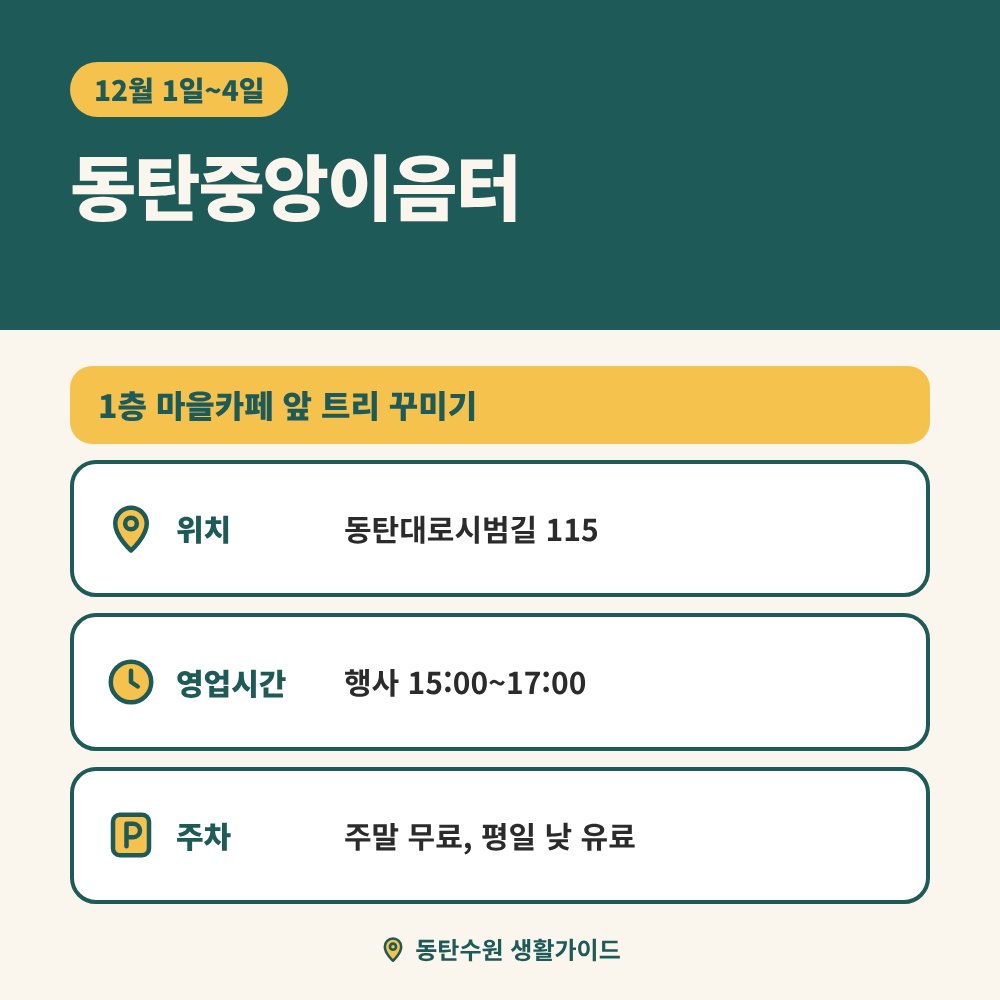 12월 1일~4일
동탄중앙이음터
1층 마을카페 앞 트리 꾸미기
위치 동탄대로시범길 115
영업시간 행사 15:00~17:00
P 주차 주말 무료, 평일 낮 유료
동탄수원 생활가이드